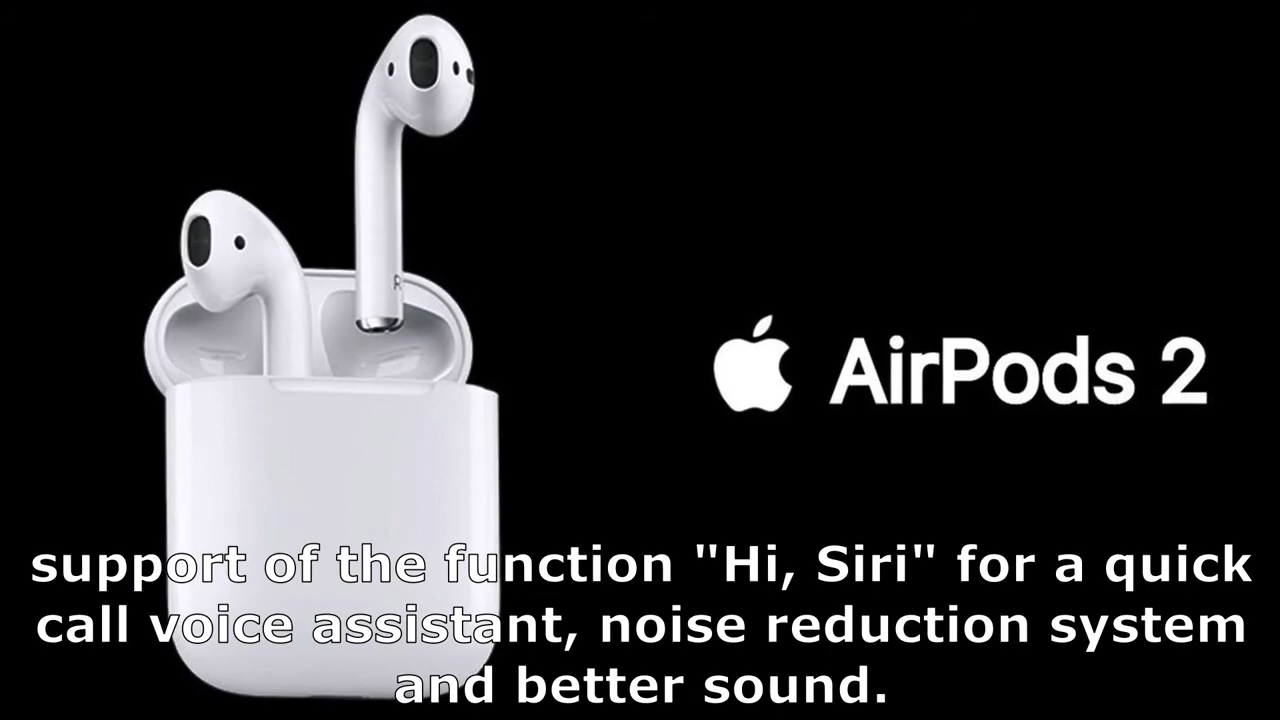 R
AirPods 2
support of the function "Hi, Siri" for a quick
call voice assistant, noise reduction system
and better sound.